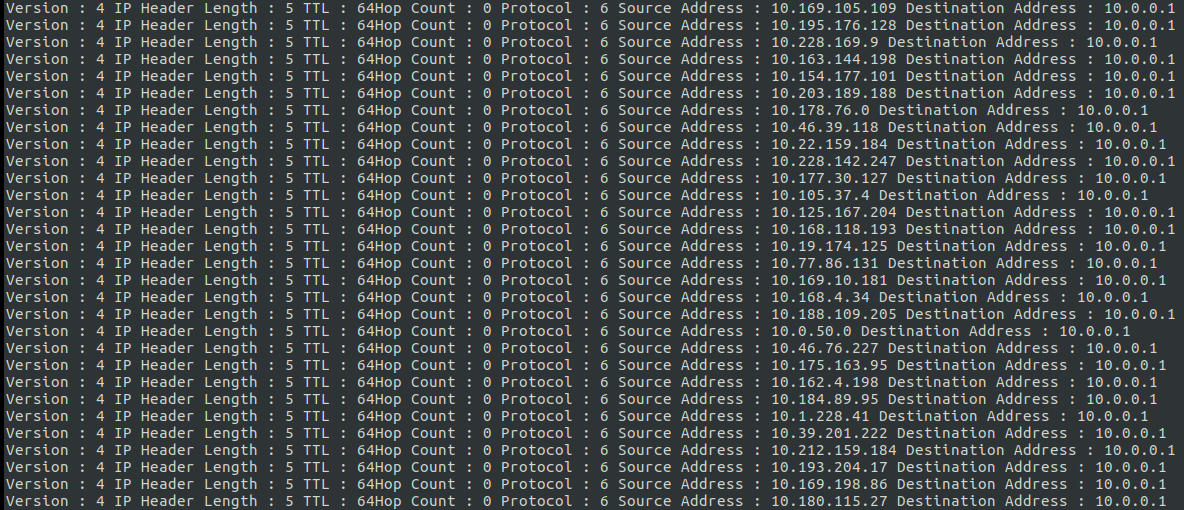 Version : 4 IP Header Length : 5 TTL : 64Hop Count : 0 Protocol : 6 Source Address : 10.169.105.109 Destination Address : 10.0.0.1
Version : 4 IP Header Length : 5 TTL : 64Hop Count : 0 Protocol : 6 Source Address : 10.195.176.128 Destination Address : 10.0.0.1
Version : 4 IP Header Length : 5 TTL : 64Hop Count : 0 Protocol : 6 Source Address : 10.228.169.9 Destination Address : 10.0.0.1
Version : 4 IP Header Length : 5 TTL : 64Hop Count : 0 Protocol : 6 Source Address : 10.163.144.198 Destination Address : 10.0.0.1
Version : 4 IP Header Length : 5 TTL : 64Hop Count : 0 Protocol : 6 Source Address : 10.154.177.101 Destination Address : 10.0.0.1
Version : 4 IP Header Length : 5 TTL : 64Hop Count : 0 Protocol : 6 Source Address : 10.203.189.188 Destination Address : 10.0.0.1
Version : 4 IP Header Length : 5 TTL : 64Hop Count : 0 Protocol : 6 Source Address : 10.178.76.0 Destination Address : 10.0.0.1
Version : 4 IP Header Length : 5 TTL : 64Hop Count : 0 Protocol : 6 Source Address : 10.46.39.118 Destination Address : 10.0.0.1
Version : 4 IP Header Length : 5 TTL : 64Hop Count : 0 Protocol : 6 Source Address : 10.22.159.184 Destination Address : 10.0.0.1
Version : 4 IP Header Length : 5 TTL : 64Hop Count : 0 Protocol : 6 Source Address : 10.228.142.247 Destination Address : 10.0.0.1
Version : 4 IP Header Length : 5 TTL : 64Hop Count : 0 Protocol : 6 Source Address : 10.177.30.127 Destination Address : 10.0.0.1
Version : 4 IP Header Length : 5 TTL : 64Hop Count : 0 Protocol : 6 Source Address : 10.105.37.4 Destination Address : 10.0.0.1
Version : 4 IP Header Length : 5 TTL : 64Hop Count : 0 Protocol : 6 Source Address : 10.125.167.204 Destination Address : 10.0.0.1
Version : 4 IP Header Length : 5 TTL : 64Hop Count : 0 Protocol : 6 Source Address : 10.168.118.193 Destination Address : 10.0.0.1
Version : 4 IP Header Length : 5 TTL : 64Hop Count : 0 Protocol : 6 Source Address : 10.19.174.125 Destination Address : 10.0.0.1
Version : 4 IP Header Length : 5 TTL : 64Hop Count : 0 Protocol : 6 Source Address : 10.77.86.131 Destination Address : 10.0.0.1
Version : 4 IP Header Length : 5 TTL : 64Hop Count : 0 Protocol : 6 Source Address : 10.169.10.181 Destination Address : 10.0.0.1
Version : 4 IP Header Length : 5 TTL : 64Hop Count : 0 Protocol : 6 Source Address : 10.168.4.34 Destination Address : 10.0.0.1
Version : 4 IP Header Length : 5 TTL : 64Hop Count : 0 Protocol : 6 Source Address : 10.188.109.205 Destination Address : 10.0.0.1
Version : 4 IP Header Length : 5 TTL : 64Hop Count : 0 Protocol : 6 Source Address : 10.0.50.0 Destination Address : 10.0.0.1
Version : 4 IP Header Length : 5 TTL : 64Hop Count : 0 Protocol : 6 Source Address : 10.46.76.227 Destination Address : 10.0.0.1
Version : 4 IP Header Length : 5 TTL : 64Hop Count : 0 Protocol : 6 Source Address : 10.175.163.95 Destination Address : 10.0.0.1
Version : 4 IP Header Length : 5 TTL : 64Hop Count : 0 Protocol : 6 Source Address : 10.162.4.198 Destination Address : 10.0.0.1
Version : 4 IP Header Length : 5 TTL : 64Hop Count : 0 Protocol : 6 Source Address : 10.184.89.95 Destination Address : 10.0.0.1
Version : 4 IP Header Length : 5 TTL : 64Hop Count : 0 Protocol : 6 Source Address : 10.1.228.41 Destination Address : 10.0.0.1
Version : 4 IP Header Length : 5 TTL : 64Hop Count : 0 Protocol : 6 Source Address : 10.39.201.222 Destination Address : 10.0.0.1
Version : 4 IP Header Length : 5 TTL : 64Hop Count : 0 Protocol : 6 Source Address : 10.212.159.184 Destination Address : 10.0.0.1
Version : 4 IP Header Length : 5 TTL : 64Hop Count : 0 Protocol : 6 Source Address : 10.193.204.17 Destination Address : 10.0.0.1
Version : 4 IP Header Length : 5 TTL : 64Hop Count : 0 Protocol : 6 Source Address : 10.169.198.86 Destination Address : 10.0.0.1
Version : 4 IP Header Length : 5 TTL : 64Hop Count : 0 Protocol : 6 Source Address : 10.180.115.27 Destination Address : 10.0.0.1